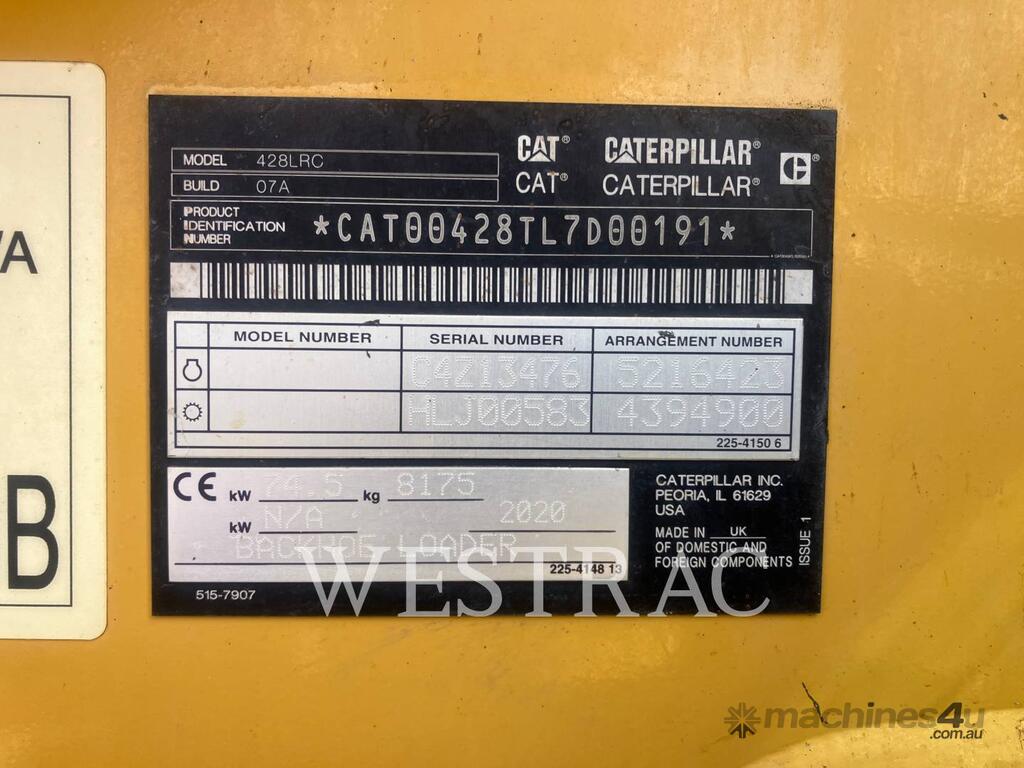 MODEL 428LRC
BUILD 07A
CAT® CATERPILLAR®
CAT® CATERPILLAR®
PRODUCT
IDENTIFICATION
NUMBER
*CAT00428TL7D00191*
MODEL NUMBER SERIAL NUMBER ARRANGEMENT NUMBER
C4Z13476 5216423
HLJ00583 4394900
225-4150 6
CE kW 74.5 kg 8175
kW N/A 2020
BACKHOE LOADER
225-4148 13
515-7907
CATERPILLAR INC.
PEORIA, IL 61629
USA
MADE IN UK
OF DOMESTIC AND
FOREIGN COMPONENTS
ISSUE 1
A
B
WESTRAC
machines4u
.com.au